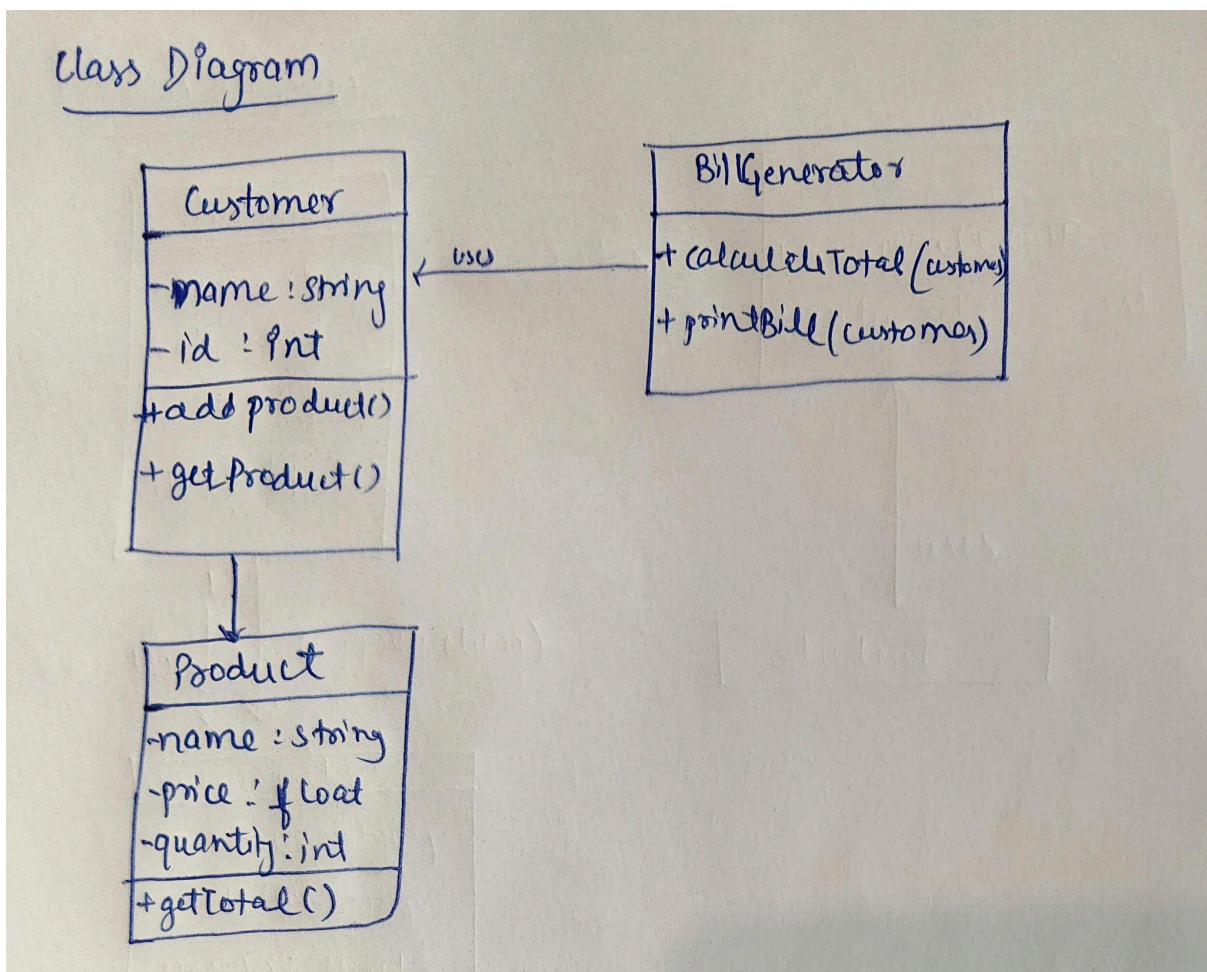 Class Diagram
Customer
-name : string
- id : int
+add product()
+ getProduct()
uses
BillGenerator
+ calculateTotal (customer)
+ printBill (customer)
Product
-name : string
-price : float
-quantity : int
+getTotal()